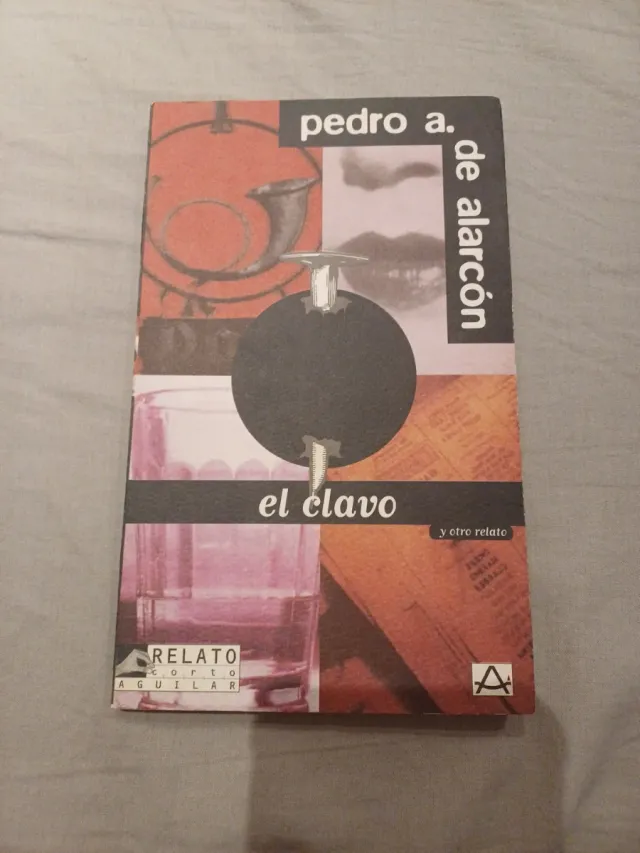 pedro a.
de alarcón
el clavo
y otro relato
RELATO
corto
AGUILAR